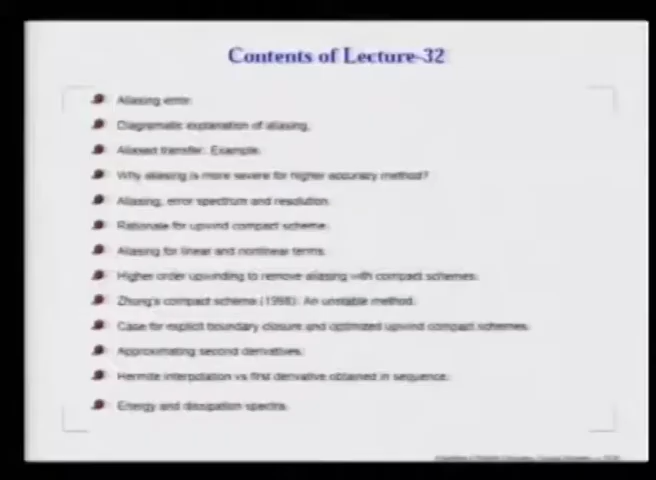 Contents of Lecture-32
Aliasing error.
Diagrematic explanation of aliasing.
Aliased transfer: Example.
Why aliasing is more severe for higher accuracy method?
Aliasing, error spectrum and resolution.
Rationale for upwind compact scheme.
Aliasing for linear and nonlinear terms.
Higher order upwinding to remove aliasing with compact schemes.
Zhong's compact scheme (1998): An unstable method.
Case for explicit boundary closure and optimized upwind compact schemes.
Approximating second derivatives.
Hermite interpolation vs first derivative obtained in sequence.
Energy and dissipation spectra.